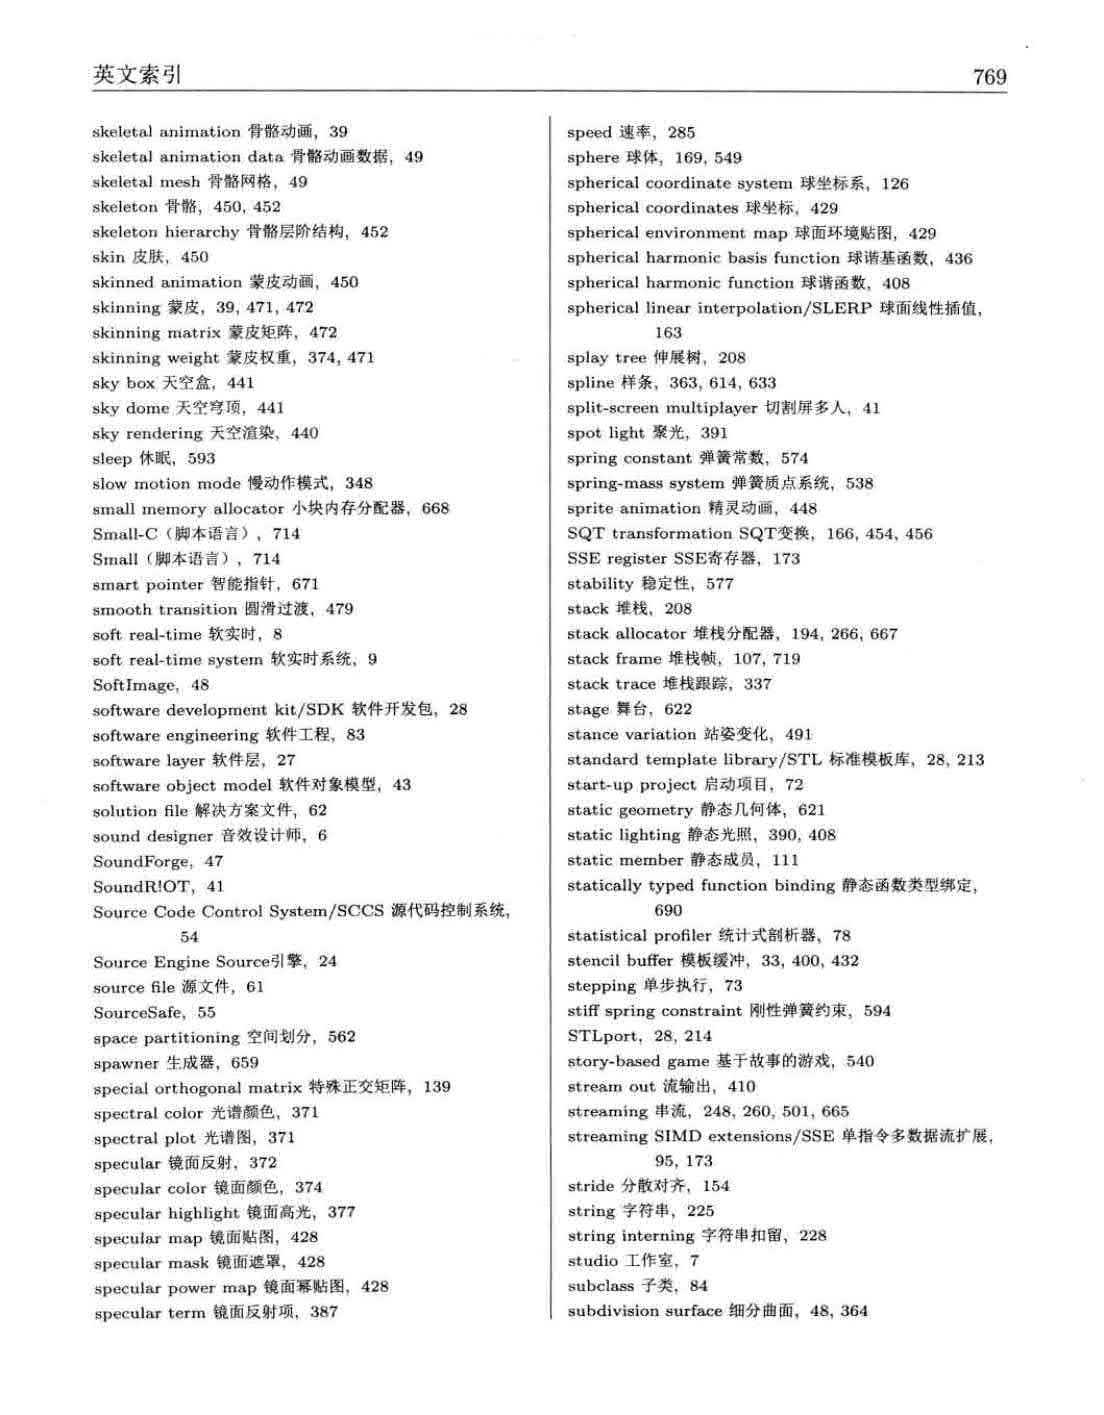 英文索引
769
skeletal animation 骨骼动画，39
skeletal animation data 骨骼动画数据，49
skeletal mesh 骨骼网格，49
skeleton 骨骼，450, 452
skeleton hierarchy 骨骼层阶结构，452
skin 皮肤，450
skinned animation 蒙皮动画，450
skinning 蒙皮，39, 471, 472
skinning matrix 蒙皮矩阵，472
skinning weight 蒙皮权重，374, 471
sky box 天空盒，441
sky dome 天空穹顶，441
sky rendering 天空渲染，440
sleep 休眠，593
slow motion mode 慢动作模式，348
small memory allocator 小块内存分配器，668
Small-C（脚本语言），714
Small（脚本语言），714
smart pointer 智能指针，671
smooth transition 圆滑过渡，479
soft real-time 软实时，8
soft real-time system 软实时系统，9
SoftImage，48
software development kit/SDK 软件开发包，28
software engineering 软件工程，83
software layer 软件层，27
software object model 软件对象模型，43
solution file 解决方案文件，62
sound designer 音效设计师，6
SoundForge，47
SoundR!OT，41
Source Code Control System/SCCS 源代码控制系统，
54
Source Engine Source引擎，24
source file 源文件，61
SourceSafe，55
space partitioning 空间划分，562
spawner 生成器，659
special orthogonal matrix 特殊正交矩阵，139
spectral color 光谱颜色，371
spectral plot 光谱图，371
specular 镜面反射，372
specular color 镜面颜色，374
specular highlight 镜面高光，377
specular map 镜面贴图，428
specular mask 镜面遮罩，428
specular power map 镜面幂贴图，428
specular term 镜面反射项，387
speed 速率，285
sphere 球体，169, 549
spherical coordinate system 球坐标系，126
spherical coordinates 球坐标，429
spherical environment map 球面环境贴图，429
spherical harmonic basis function 球谐基函数，436
spherical harmonic function 球谐函数，408
spherical linear interpolation/SLERP 球面线性插值，
163
splay tree 伸展树，208
spline 样条，363, 614, 633
split-screen multiplayer 切割屏多人，41
spot light 聚光，391
spring constant 弹簧常数，574
spring-mass system 弹簧质点系统，538
sprite animation 精灵动画，448
SQT transformation SQT变换，166, 454, 456
SSE register SSE寄存器，173
stability 稳定性，577
stack 堆栈，208
stack allocator 堆栈分配器，194, 266, 667
stack frame 堆栈帧，107, 719
stack trace 堆栈跟踪，337
stage 舞台，622
stance variation 站姿变化，491
standard template library/STL 标准模板库，28, 213
start-up project 启动项目，72
static geometry 静态几何体，621
static lighting 静态光照，390, 408
static member 静态成员，111
statically typed function binding 静态函数类型绑定，
690
statistical profiler 统计式剖析器，78
stencil buffer 模板缓冲，33, 400, 432
stepping 单步执行，73
stiff spring constraint 刚性弹簧约束，594
STLport，28, 214
story-based game 基于故事的游戏，540
stream out 流输出，410
streaming 串流，248, 260, 501, 665
streaming SIMD extensions/SSE 单指令多数据流扩展，
95, 173
stride 分散对齐，154
string 字符串，225
string interning 字符串扣留，228
studio 工作室，7
subclass 子类，84
subdivision surface 细分曲面，48, 364